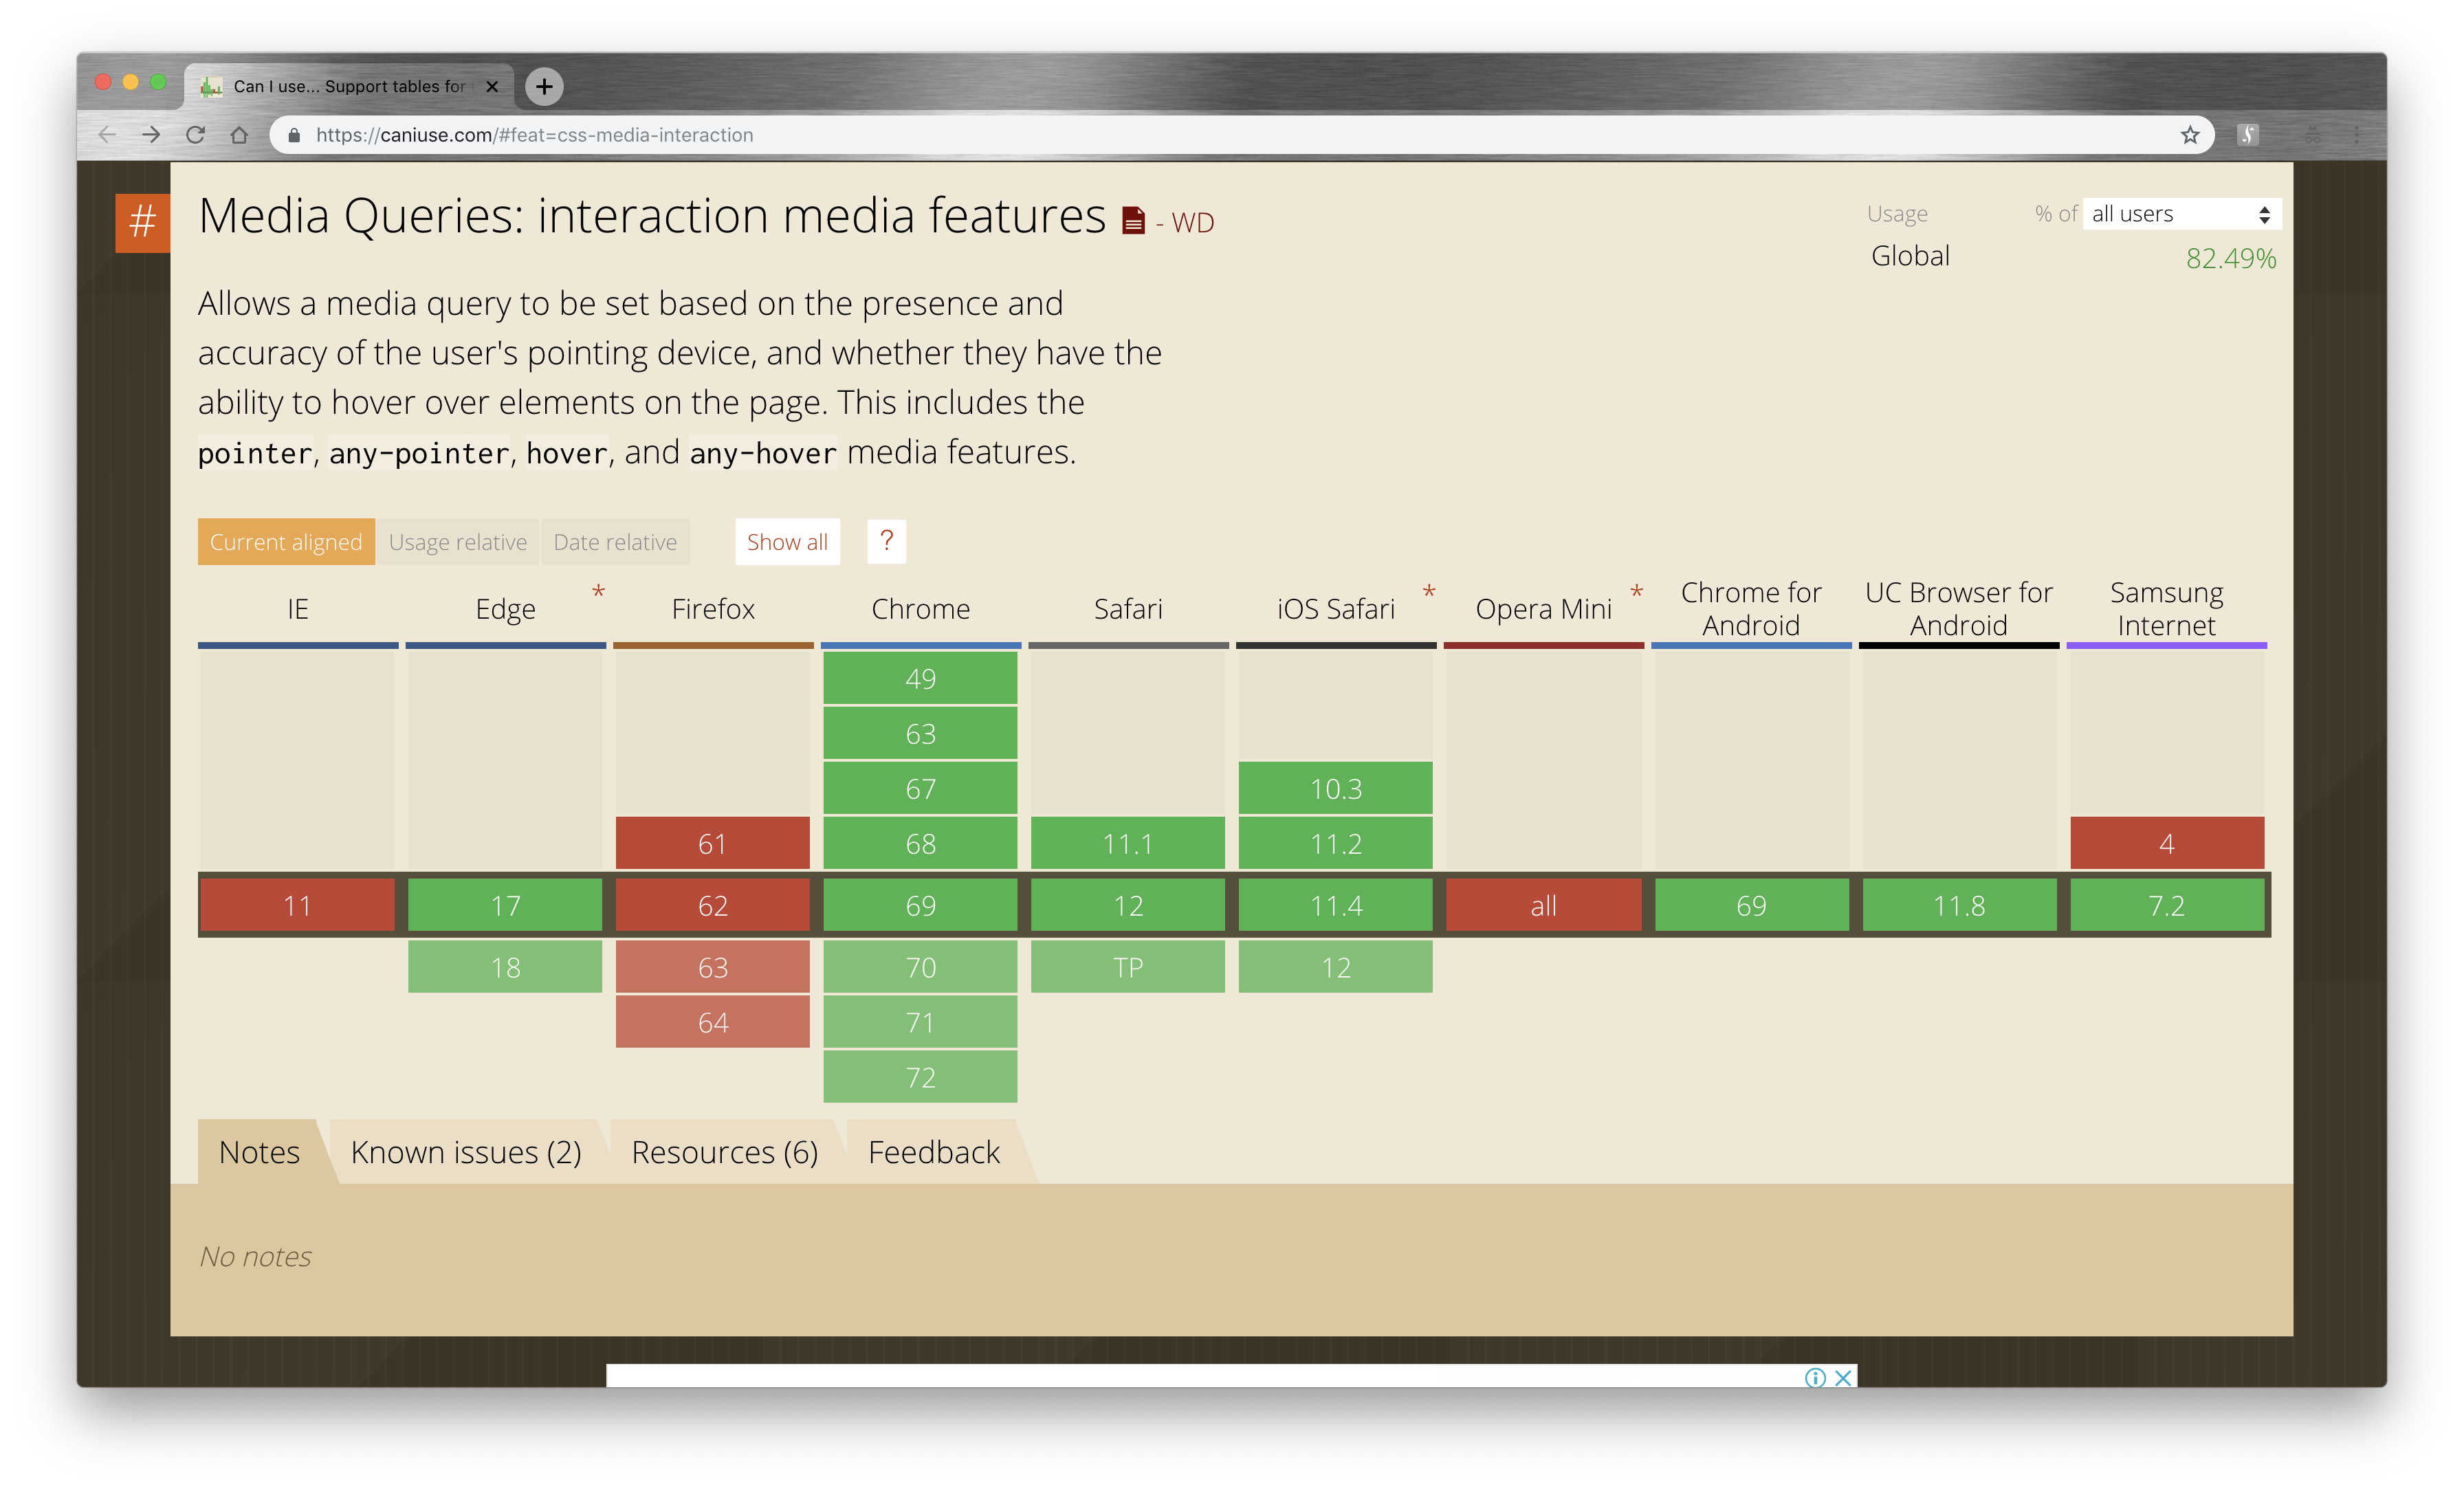 Can I use... Support tables for
https://caniuse.com/#feat=css-media-interaction
# Media Queries: interaction media features - WD
Usage % of all users
Global 82.49%
Allows a media query to be set based on the presence and
accuracy of the user's pointing device, and whether they have the
ability to hover over elements on the page. This includes the
pointer, any-pointer, hover, and any-hover media features.
Current aligned Usage relative Date relative Show all ?
IE Edge * Firefox Chrome Safari iOS Safari * Opera Mini * Chrome for Android UC Browser for Android Samsung Internet
49
63
67 10.3
61 68 11.1 11.2 4
11 17 62 69 12 11.4 all 69 11.8 7.2
18 63 70 TP 12
64 71
72
Notes Known issues (2) Resources (6) Feedback
No notes